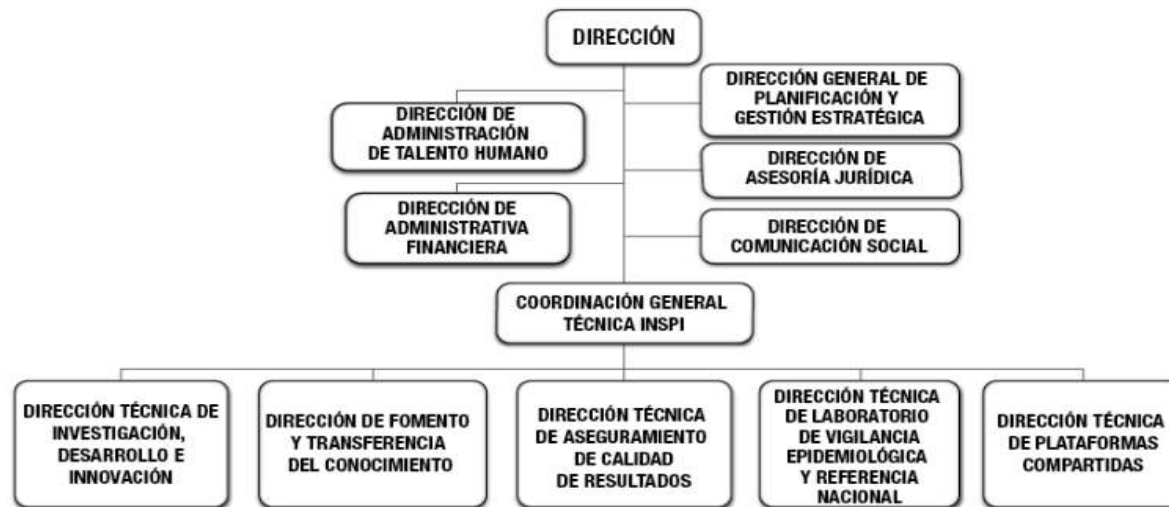 DIRECCIÓN
DIRECCIÓN GENERAL DE
PLANIFICACIÓN Y
GESTIÓN ESTRATÉGICA
DIRECCIÓN DE
ADMINISTRACIÓN
DE TALENTO HUMANO
DIRECCIÓN DE
ASESORÍA JURÍDICA
DIRECCIÓN DE
ADMINISTRATIVA
FINANCIERA
DIRECCIÓN DE
COMUNICACIÓN SOCIAL
COORDINACIÓN GENERAL
TÉCNICA INSPI
DIRECCIÓN TÉCNICA DE
INVESTIGACIÓN,
DESARROLLO E
INNOVACIÓN
DIRECCIÓN DE FOMENTO
Y TRANSFERENCIA
DEL CONOCIMIENTO
DIRECCIÓN TÉCNICA
DE ASEGURAMIENTO
DE CALIDAD
DE RESULTADOS
DIRECCIÓN TÉCNICA
DE LABORATORIO
DE VIGILANCIA
EPIDEMIOLÓGICA
Y REFERENCIA
NACIONAL
DIRECCIÓN TÉCNICA
DE PLATAFORMAS
COMPARTIDAS